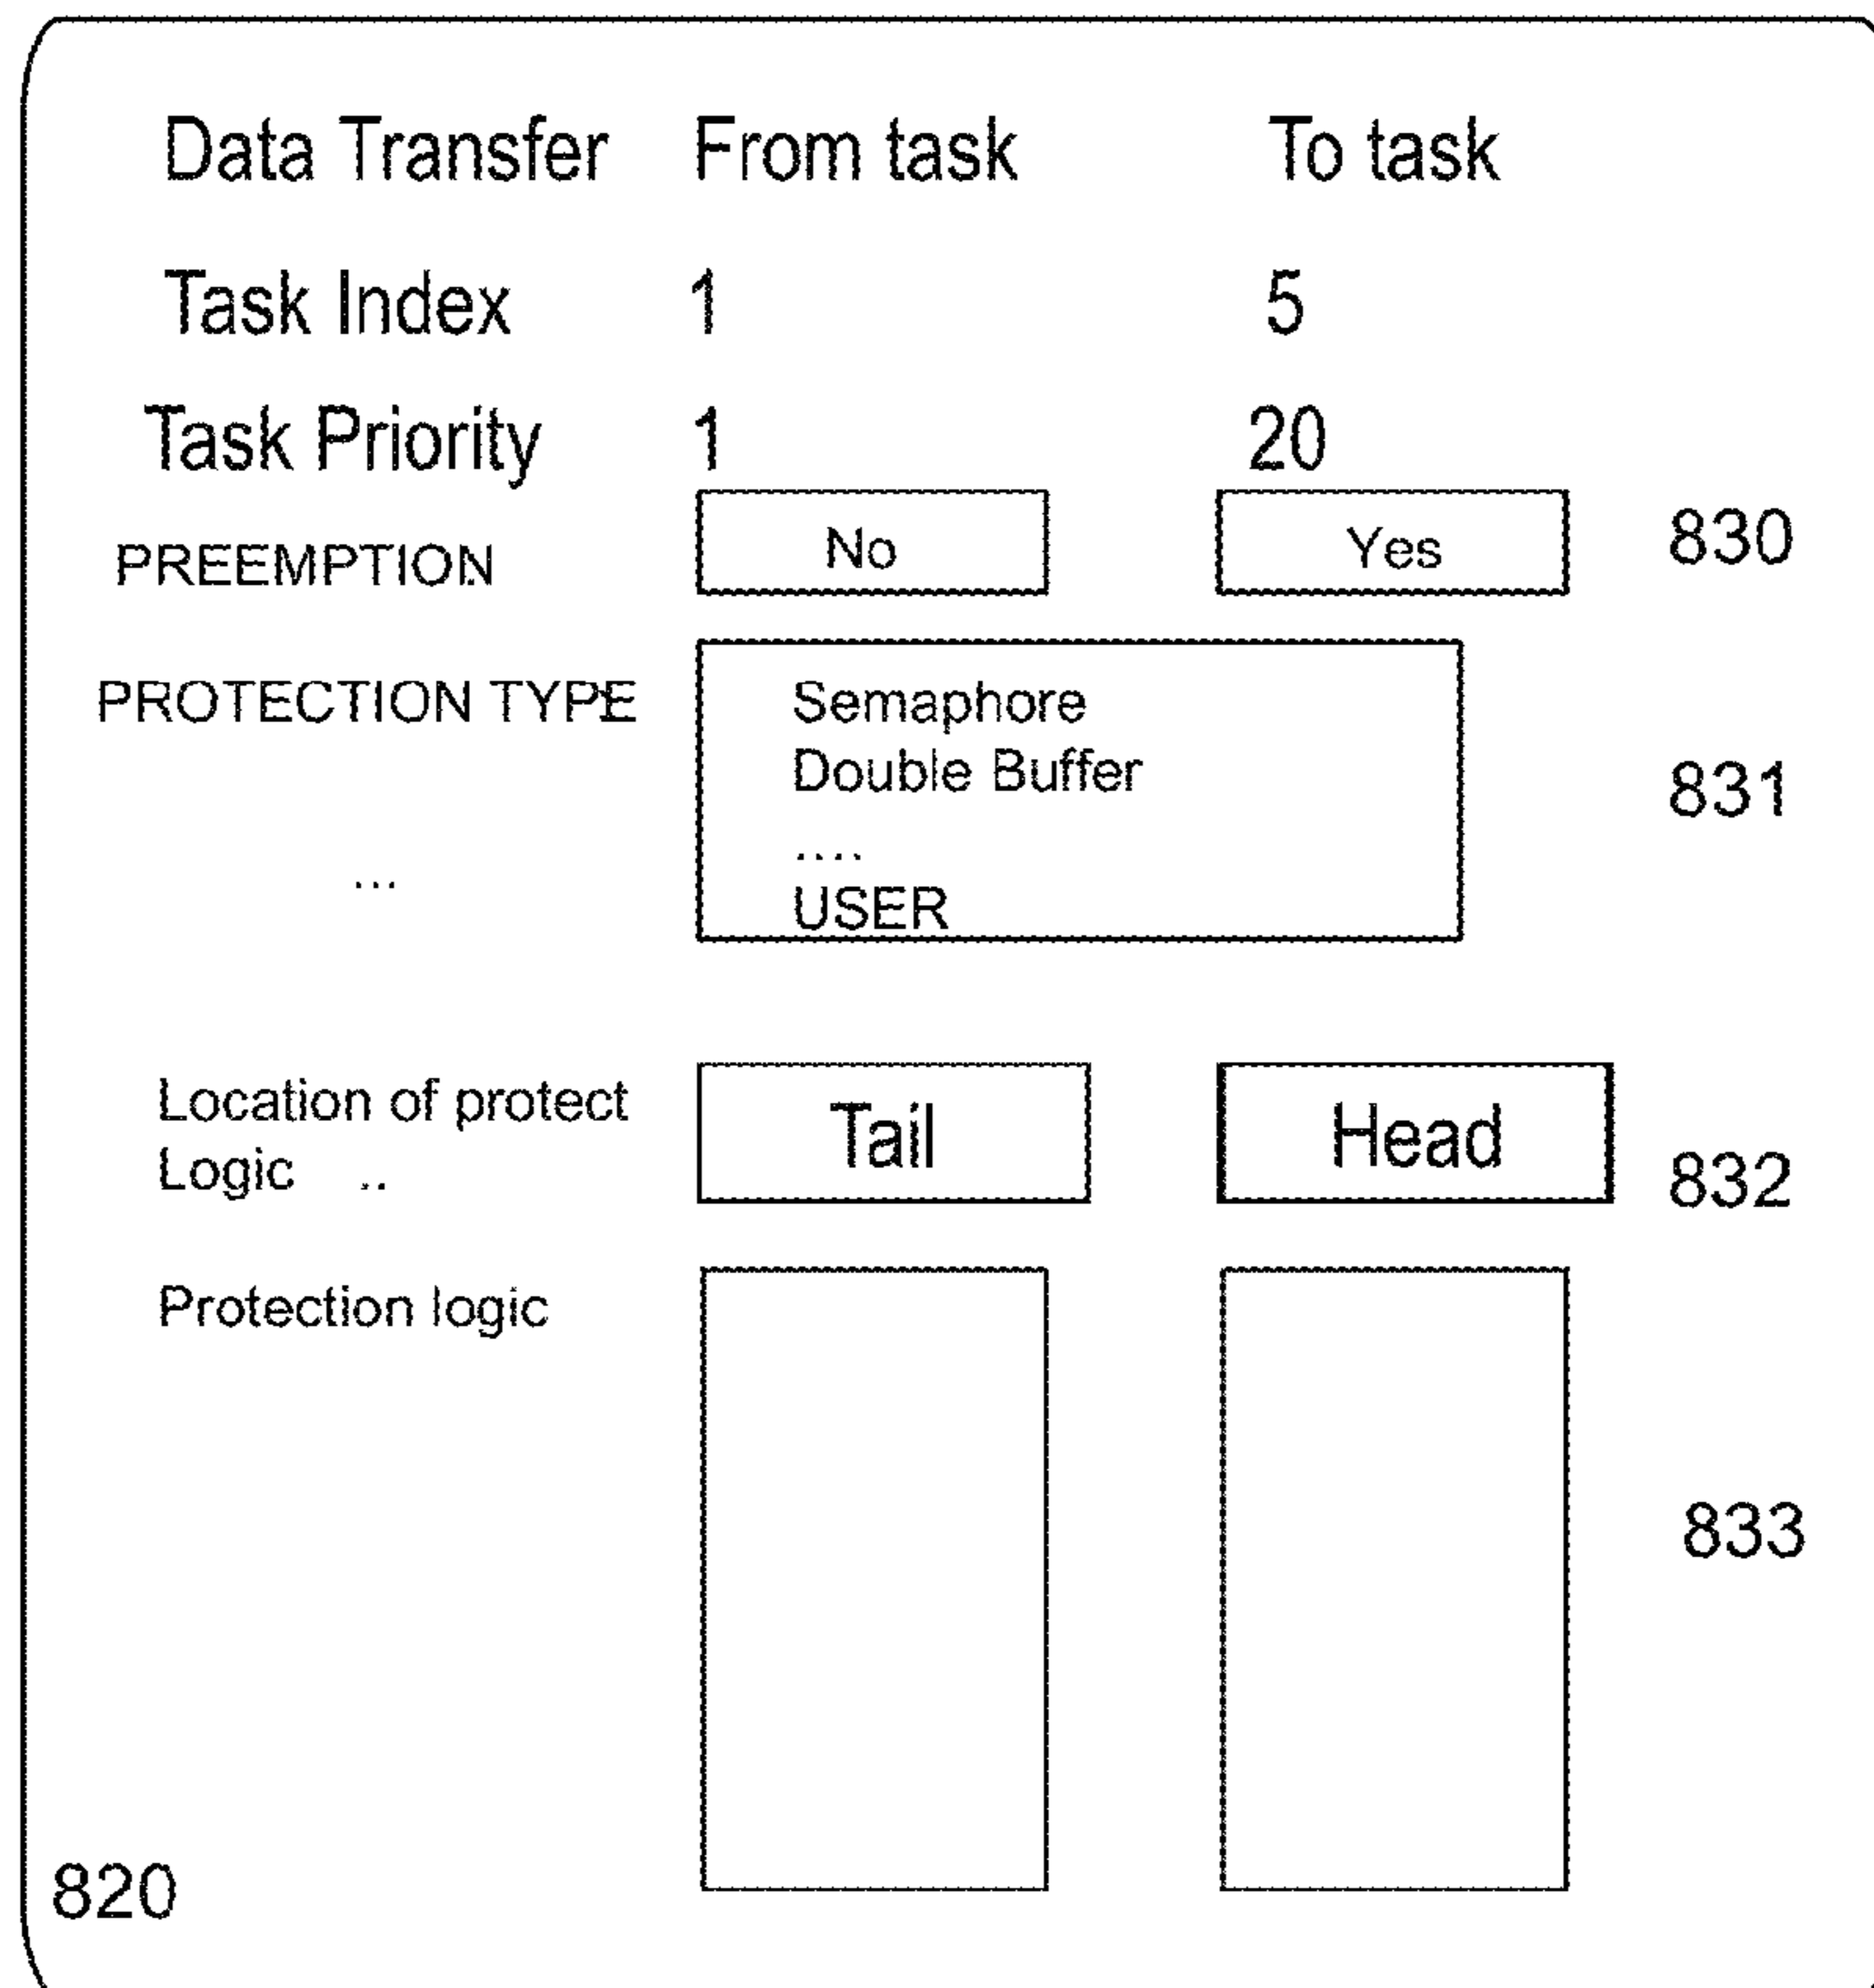 Data Transfer From task To task
Task Index 1 5
Task Priority 1 20
PREEMPTION No Yes 830
PROTECTION TYPE Semaphore
Double Buffer
831
....
...
USER
Location of protect
Logic ..
Tail Head
832
Protection logic
833
820